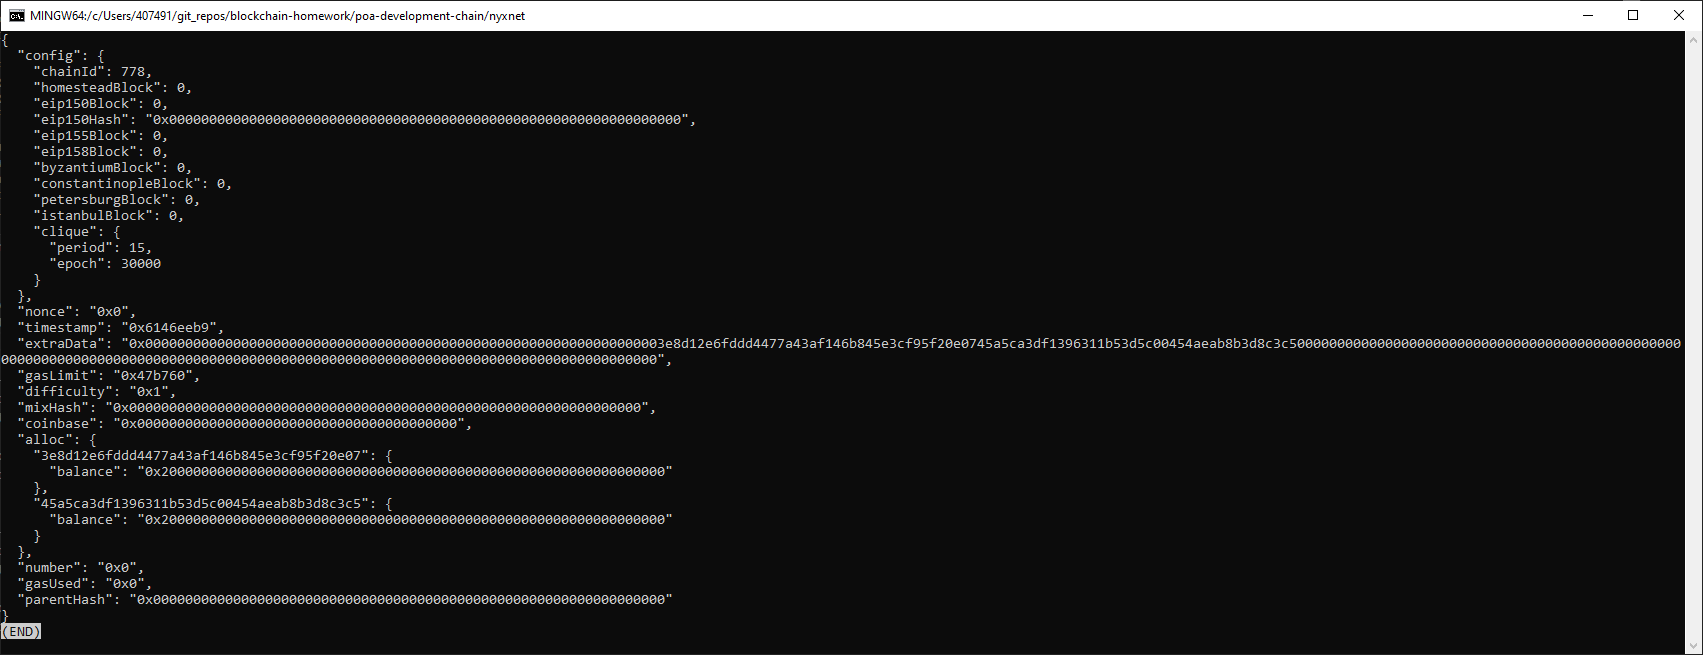 MINGW64:/c/Users/407491/git_repos/blockchain-homework/poa-development-chain/nyxnet
{
  "config": {
    "chainId": 778,
    "homesteadBlock": 0,
    "eip150Block": 0,
    "eip150Hash": "0x0000000000000000000000000000000000000000000000000000000000000000",
    "eip155Block": 0,
    "eip158Block": 0,
    "byzantiumBlock": 0,
    "constantinopleBlock": 0,
    "petersburgBlock": 0,
    "istanbulBlock": 0,
    "clique": {
      "period": 15,
      "epoch": 30000
    }
  },
  "nonce": "0x0",
  "timestamp": "0x6146eeb9",
  "extraData": "0x00000000000000000000000000000000000000000000000000000000000000003e8d12e6fddd4477a43af146b845e3cf95f20e0745a5ca3df1396311b53d5c00454aeab8b3d8c3c5000000000000000000000000000000000000000000000000
0000000000000000000000000000000000000000000000000000000000000000000000000000000000",
  "gasLimit": "0x47b760",
  "difficulty": "0x1",
  "mixHash": "0x0000000000000000000000000000000000000000000000000000000000000000",
  "coinbase": "0x0000000000000000000000000000000000000000",
  "alloc": {
    "3e8d12e6fddd4477a43af146b845e3cf95f20e07": {
      "balance": "0x200000000000000000000000000000000000000000000000000000000000000"
    },
    "45a5ca3df1396311b53d5c00454aeab8b3d8c3c5": {
      "balance": "0x200000000000000000000000000000000000000000000000000000000000000"
    }
  },
  "number": "0x0",
  "gasUsed": "0x0",
  "parentHash": "0x0000000000000000000000000000000000000000000000000000000000000000"
}
(END)